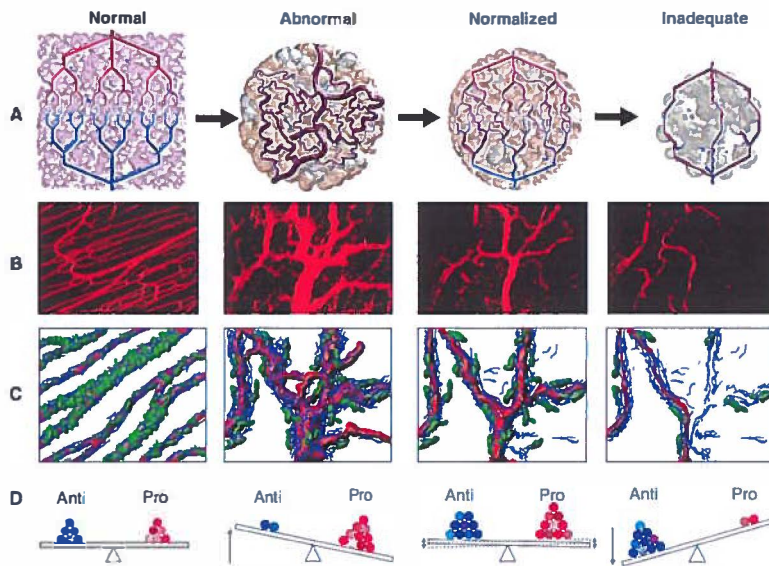 Normal Abnormal Normalized Inadequate
A
B
C
D
Anti Pro Anti Pro Anti Pro Anti Pro